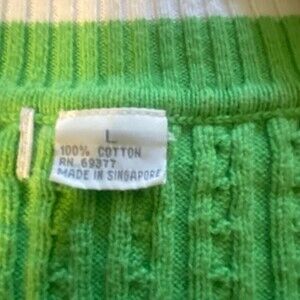 L
100% COTTON
RN 69377
MADE IN SINGAPORE